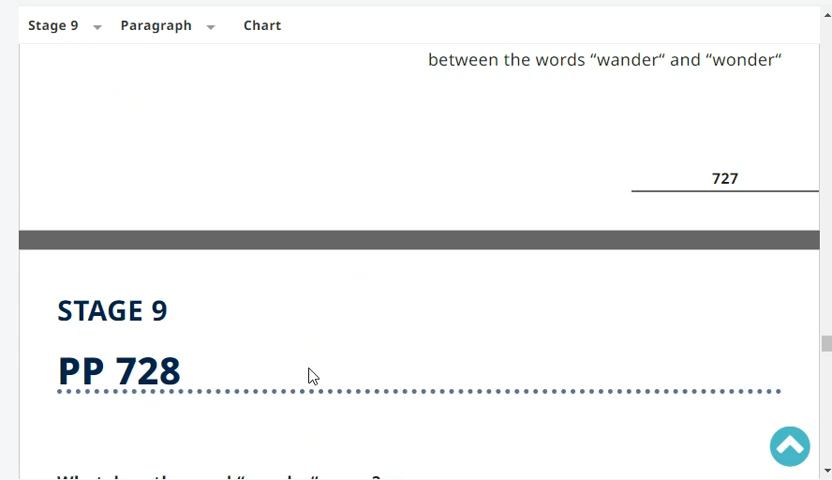 Stage 9 Paragraph Chart
between the words “wander“ and “wonder“
727
STAGE 9
PP 728